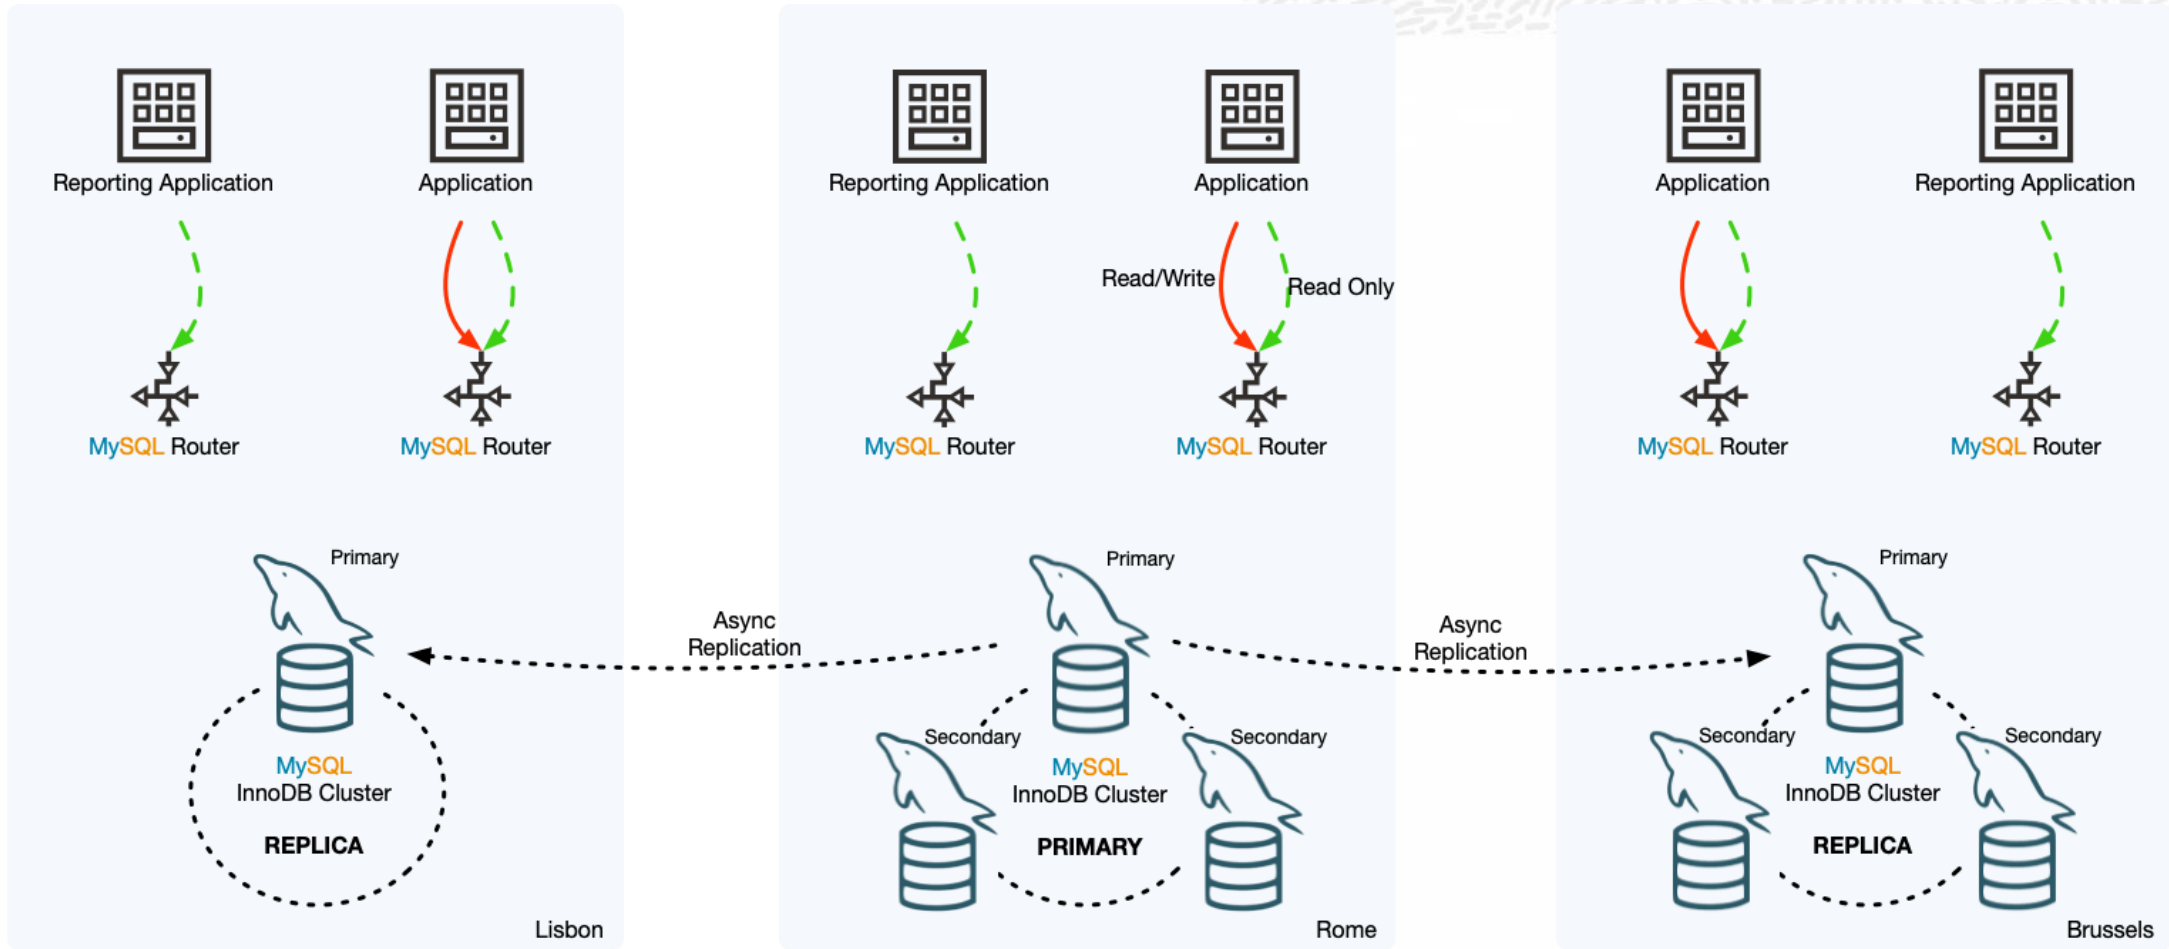 Reporting Application
Application
Reporting Application
Application
Application
Reporting Application
Read/Write
Read Only
MySQL Router
MySQL Router
MySQL Router
MySQL Router
MySQL Router
MySQL Router
Primary
Primary
Primary
Async
Replication
Async
Replication
Secondary
Secondary
Secondary
Secondary
MySQL
InnoDB Cluster
REPLICA
MySQL
InnoDB Cluster
PRIMARY
MySQL
InnoDB Cluster
REPLICA
Lisbon
Rome
Brussels